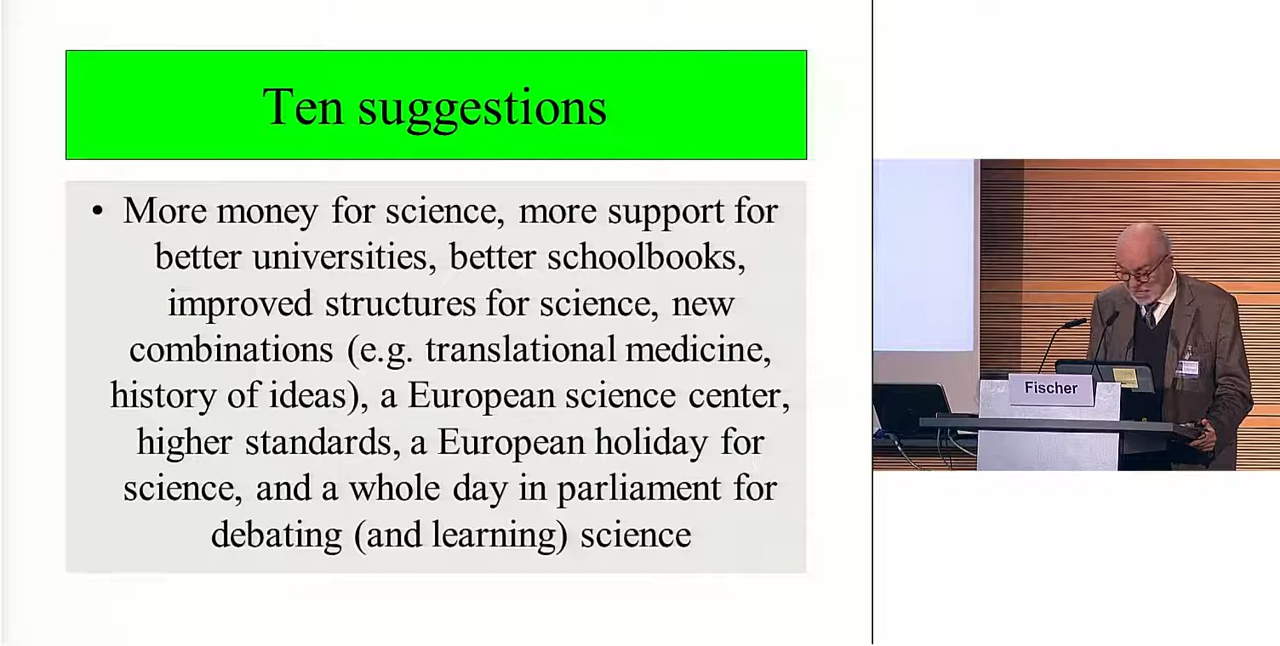 Ten suggestions
• More money for science, more support for
better universities, better schoolbooks,
improved structures for science, new
combinations (e.g. translational medicine,
history of ideas), a European science center,
higher standards, a European holiday for
science, and a whole day in parliament for
debating (and learning) science
Fischer